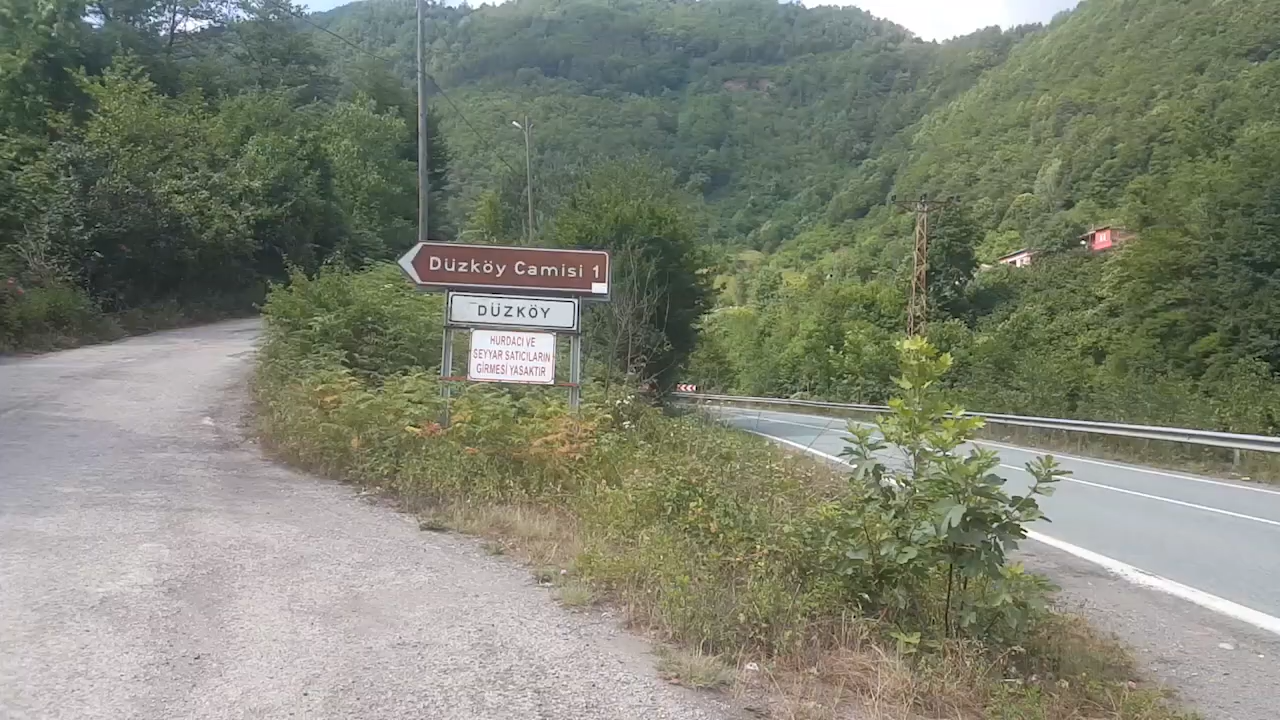 Düzköy Camisi 1
DÜZKÖY
HURDACI VE
SEYYAR SATICILARIN
GİRMESİ YASAKTIR